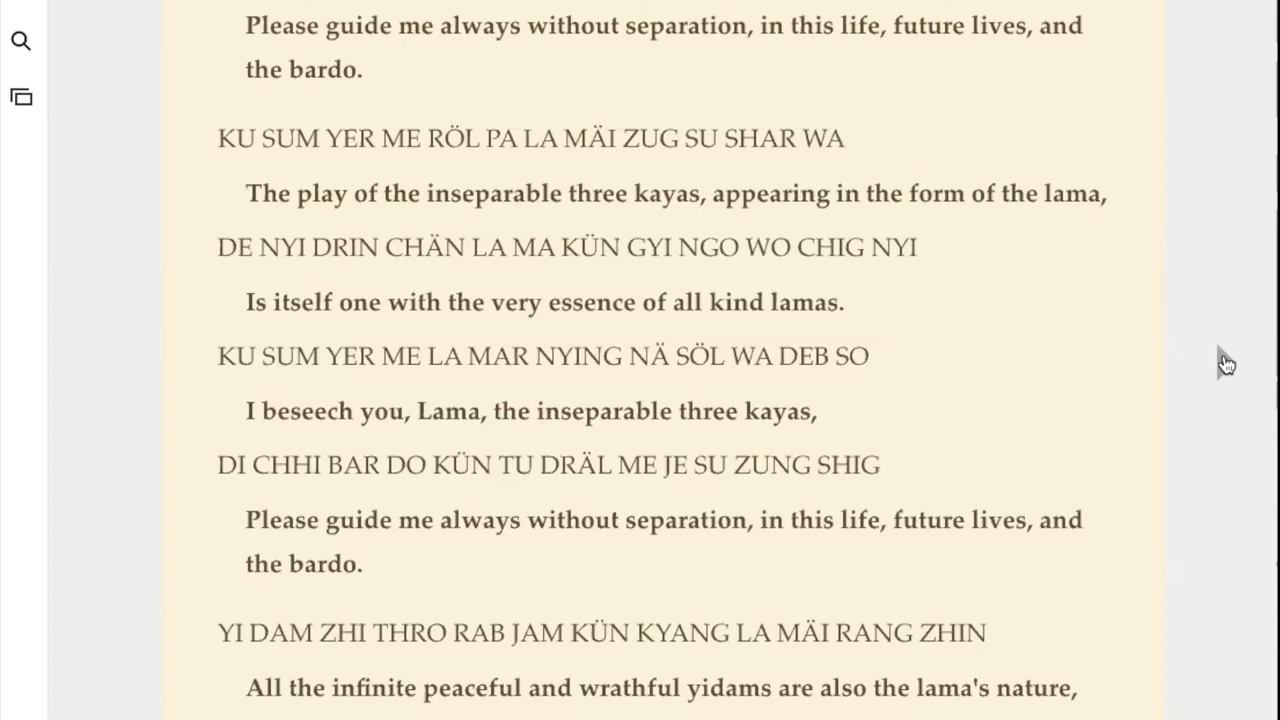 Please guide me always without separation, in this life, future lives, and
the bardo.
KU SUM YER ME RÖL PA LA MÄI ZUG SU SHAR WA
The play of the inseparable three kayas, appearing in the form of the lama,
DE NYI DRIN CHÄN LA MA KÜN GYI NGO WO CHIG NYI
Is itself one with the very essence of all kind lamas.
KU SUM YER ME LA MAR NYING NÄ SÖL WA DEB SO
I beseech you, Lama, the inseparable three kayas,
DI CHHI BAR DO KÜN TU DRÄL ME JE SU ZUNG SHIG
Please guide me always without separation, in this life, future lives, and
the bardo.
YI DAM ZHI THRO RAB JAM KÜN KYANG LA MÄI RANG ZHIN
All the infinite peaceful and wrathful yidams are also the lama's nature,